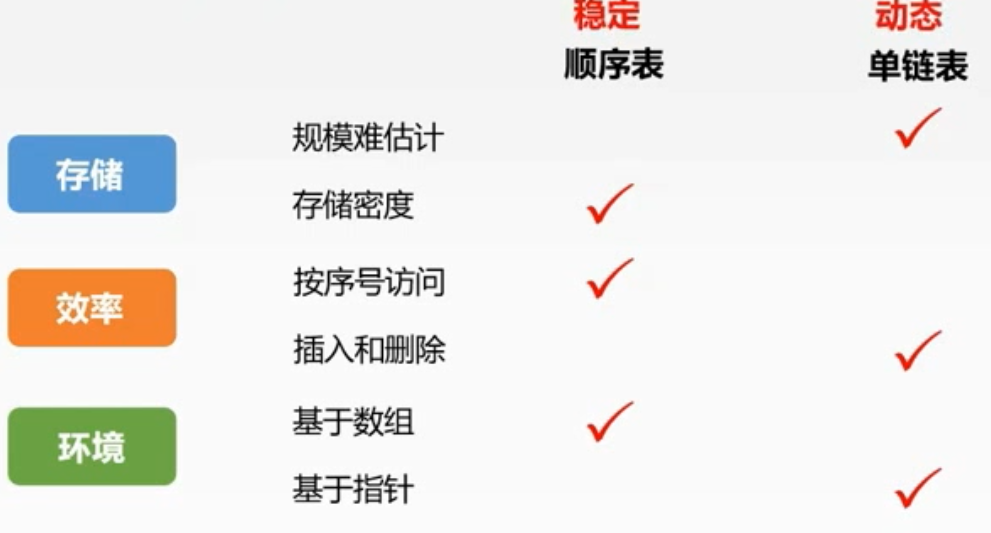 稳定 动态
顺序表 单链表
存储
规模难估计
存储密度
效率
按序号访问
插入和删除
环境
基于数组
基于指针